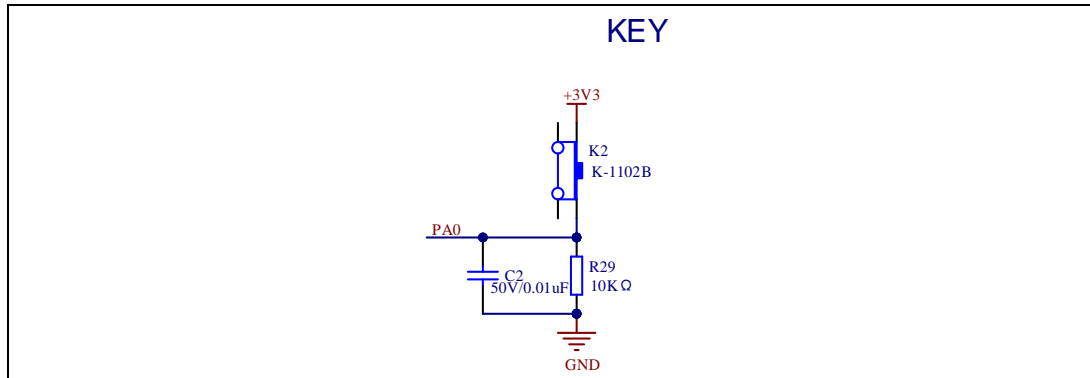 KEY
+3V3
K2
K-1102B
PA0
C2
50V/0.01uF
R29
10KΩ
GND